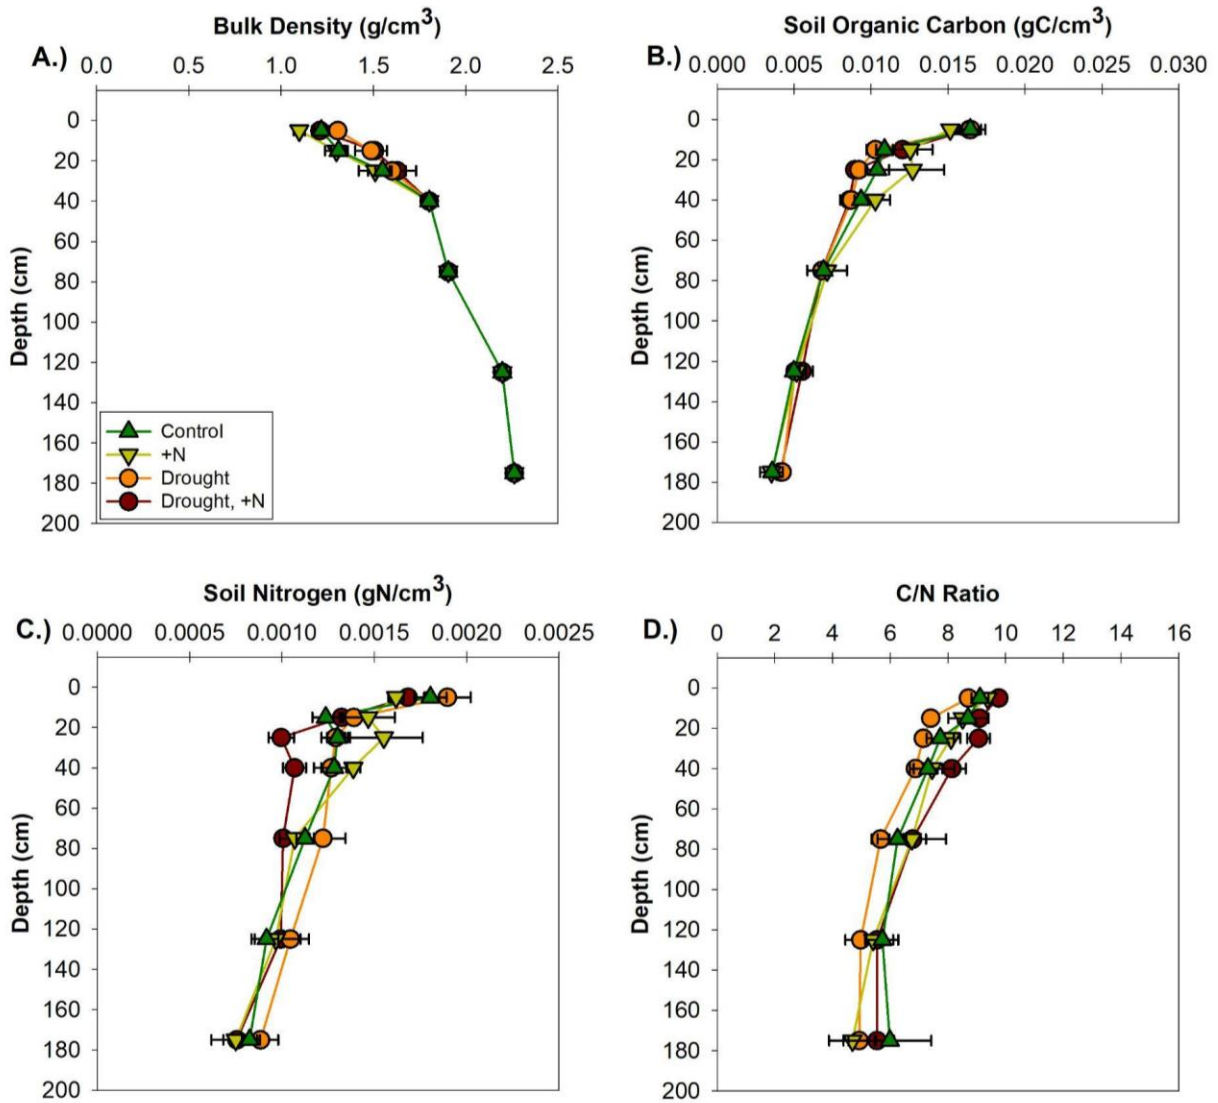 Bulk Density (g/cm³)
A.) 0.0 0.5 1.0 1.5 2.0 2.5
0
20
40
60
80
100
120
140
160
180
200
Depth (cm)
Control
+N
Drought
Drought, +N
Soil Organic Carbon (gC/cm³)
B.) 0.000 0.005 0.010 0.015 0.020 0.025 0.030
0
20
40
60
80
100
120
140
160
180
200
Depth (cm)
Soil Nitrogen (gN/cm³)
C.) 0.0000 0.0005 0.0010 0.0015 0.0020 0.0025
0
20
40
60
80
100
120
140
160
180
200
Depth (cm)
C/N Ratio
D.) 0 2 4 6 8 10 12 14 16
0
20
40
60
80
100
120
140
160
180
200
Depth (cm)